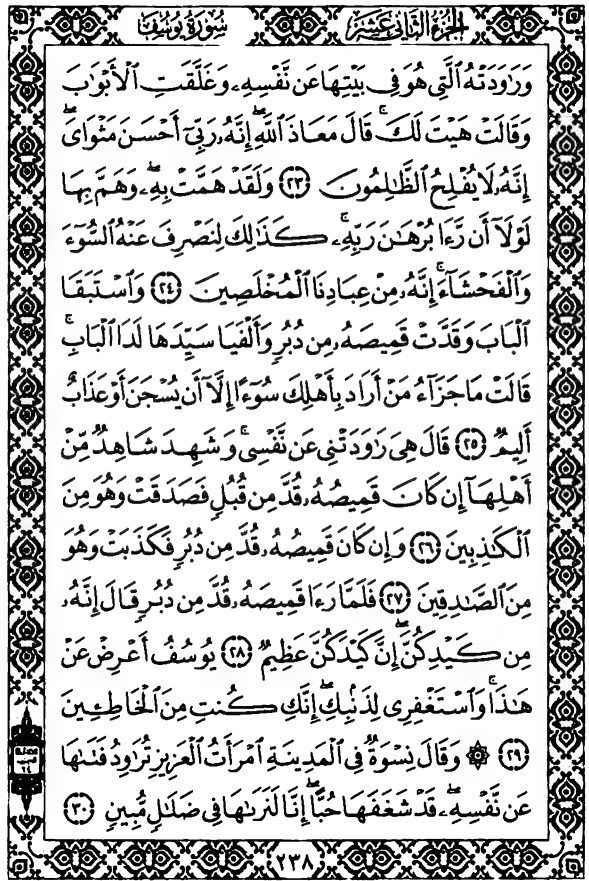 الجزء الثاني عشر
سورة يوسف
وَرَٰوَدَتْهُ ٱلَّتِى هُوَ فِى بَيْتِهَا عَن نَّفْسِهِۦ وَغَلَّقَتِ ٱلْأَبْوَٰبَ
وَقَالَتْ هَيْتَ لَكَ ۚ قَالَ مَعَاذَ ٱللَّهِ ۖ إِنَّهُۥ رَبِّىٓ أَحْسَنَ مَثْوَاىَ ۖ
إِنَّهُۥ لَا يُفْلِحُ ٱلظَّٰلِمُونَ ٢٣ وَلَقَدْ هَمَّتْ بِهِۦ ۖ وَهَمَّ بِهَا
لَوْلَآ أَن رَّءَا بُرْهَٰنَ رَبِّهِۦ ۚ كَذَٰلِكَ لِنَصْرِفَ عَنْهُ ٱلسُّوٓءَ
وَٱلْفَحْشَآءَ ۚ إِنَّهُۥ مِنْ عِبَادِنَا ٱلْمُخْلَصِينَ ٢٤ وَٱسْتَبَقَا
ٱلْبَابَ وَقَدَّتْ قَمِيصَهُۥ مِن دُبُرٍ وَأَلْفَيَا سَيِّدَهَا لَدَا ٱلْبَابِ ۚ
قَالَتْ مَا جَزَآءُ مَنْ أَرَادَ بِأَهْلِكَ سُوٓءًا إِلَّآ أَن يُسْجَنَ أَوْ عَذَابٌ
أَلِيمٌ ٢٥ قَالَ هِىَ رَٰوَدَتْنِى عَن نَّفْسِى ۚ وَشَهِدَ شَاهِدٌ مِّنْ
أَهْلِهَآ إِن كَانَ قَمِيصُهُۥ قُدَّ مِن قُبُلٍ فَصَدَقَتْ وَهُوَ مِنَ
ٱلْكَٰذِبِينَ ٢٦ وَإِن كَانَ قَمِيصُهُۥ قُدَّ مِن دُبُرٍ فَكَذَبَتْ وَهُوَ
مِنَ ٱلصَّٰدِقِينَ ٢٧ فَلَمَّا رَءَا قَمِيصَهُۥ قُدَّ مِن دُبُرٍ قَالَ إِنَّهُۥ
مِن كَيْدِكُنَّ ۖ إِنَّ كَيْدَكُنَّ عَظِيمٌ ٢٨ يُوسُفُ أَعْرِضْ عَنْ
هَٰذَا ۚ وَٱسْتَغْفِرِى لِذَنۢبِكِ ۖ إِنَّكِ كُنتِ مِنَ ٱلْخَاطِـِٔينَ
٢٩ ۞ وَقَالَ نِسْوَةٌ فِى ٱلْمَدِينَةِ ٱمْرَأَتُ ٱلْعَزِيزِ تُرَٰوِدُ فَتَىٰهَا
عَن نَّفْسِهِۦ ۖ قَدْ شَغَفَهَا حُبًّا ۖ إِنَّا لَنَرَىٰهَا فِى ضَلَٰلٍ مُّبِينٍ ٣٠
٢٣٨